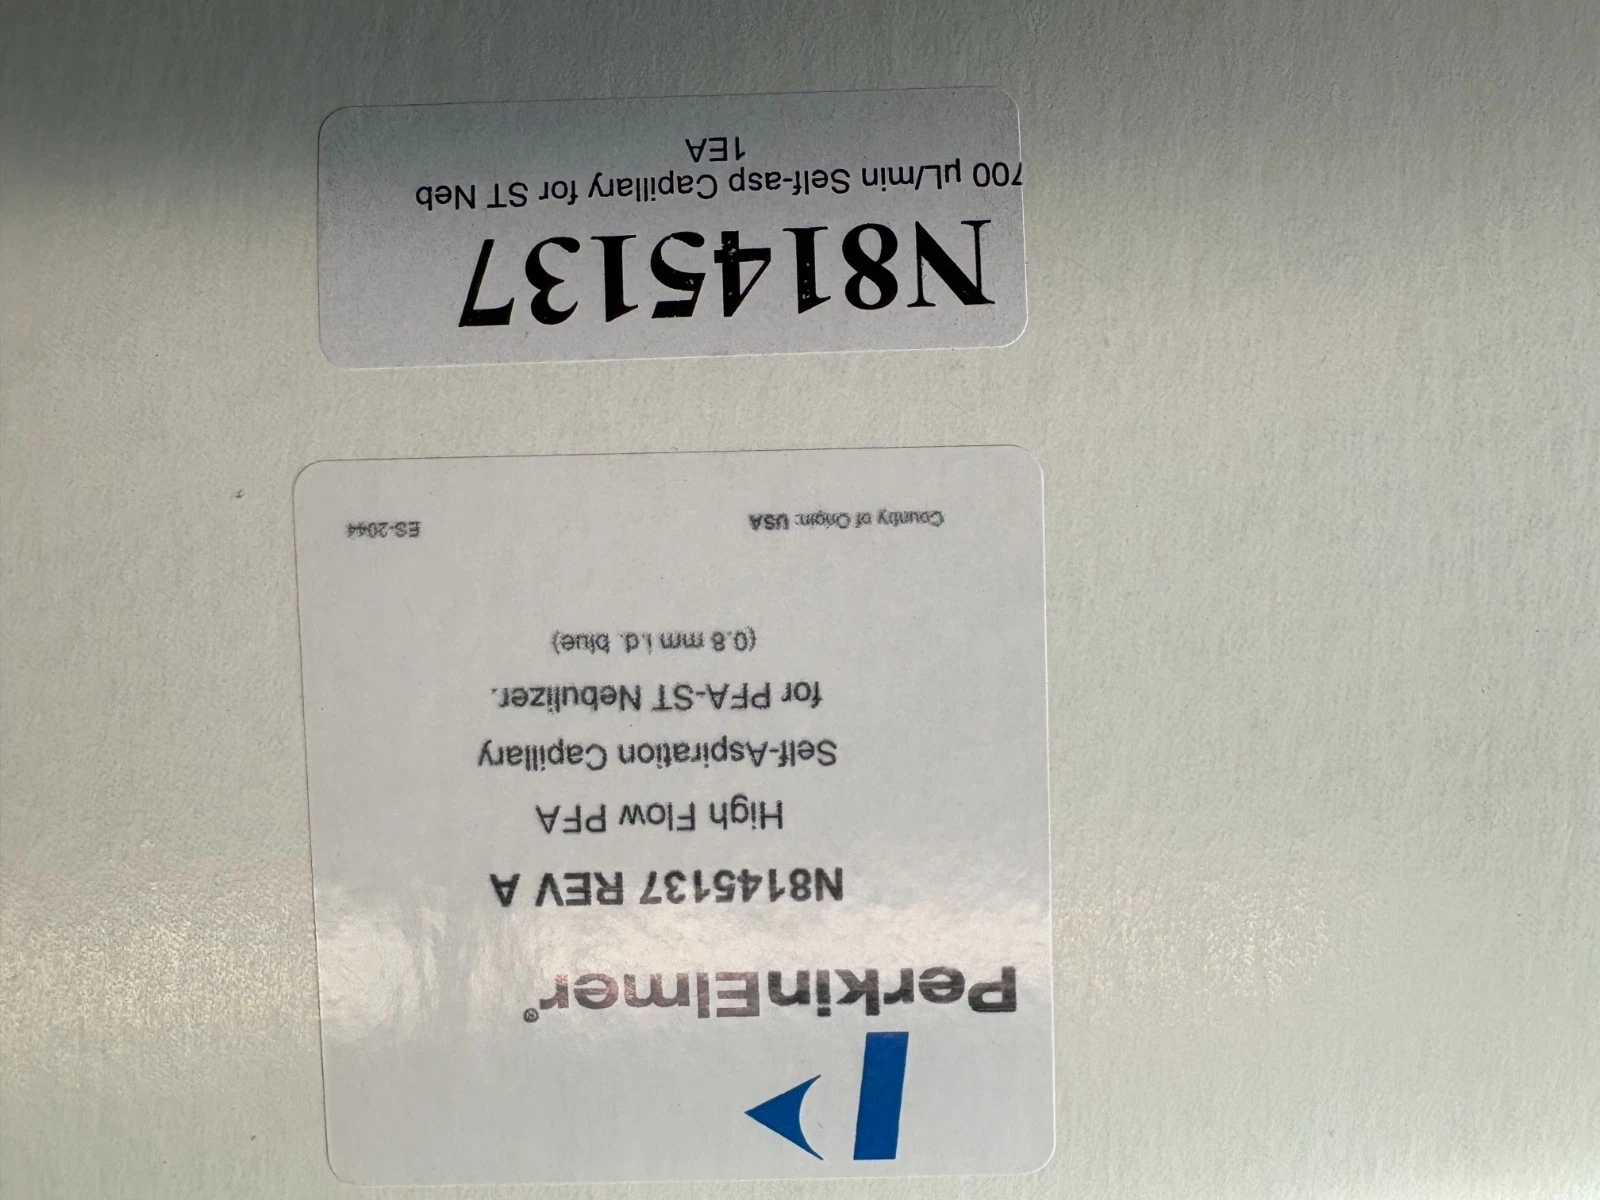 PerkinElmer®
N8145137 REV A
High Flow PFA
Self-Aspiration Capillary
for PFA-ST Nebulizer.
(0.8 mm i.d. blue)
Country of Origin: USA
ES-2044
N8145137
700 µL/min Self-asp Capillary for ST Neb
1EA